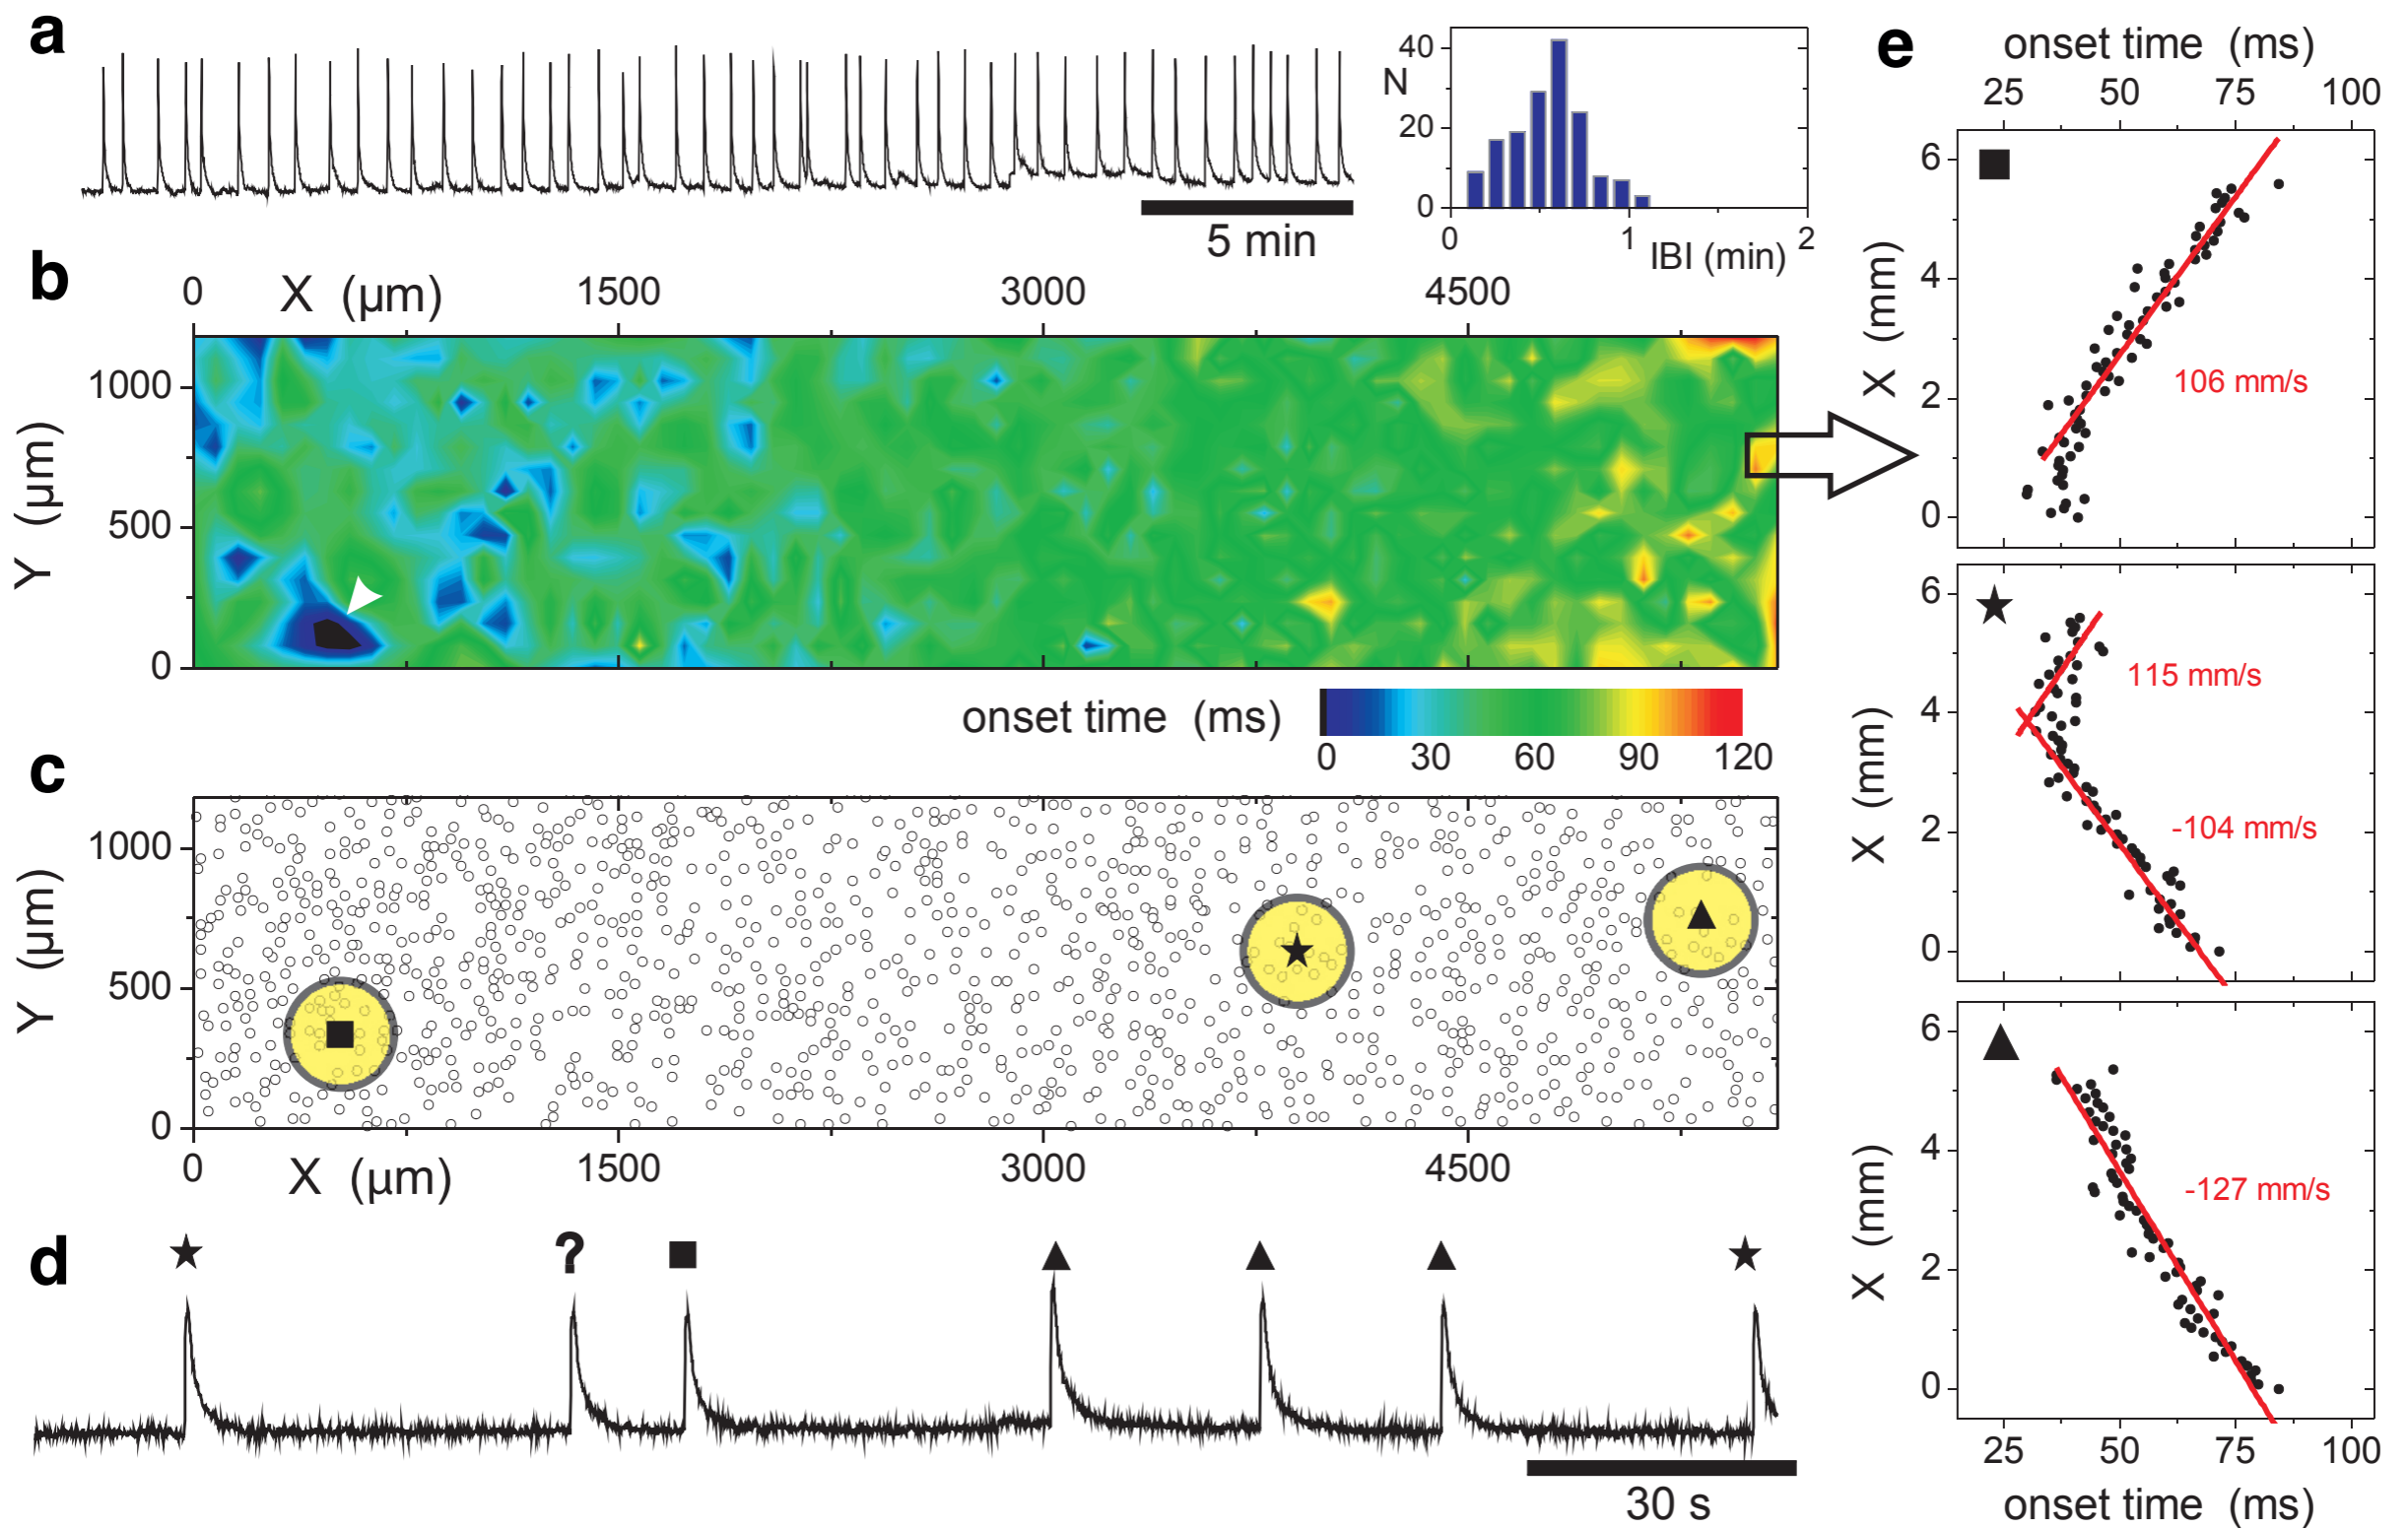 a
5 min
40
N
20
0
0
1
2
IBI (min)
b
0
X (µm)
1500
3000
4500
1000
500
0
Y (µm)
onset time (ms)
0
30
60
90
120
c
1000
500
0
Y (µm)
0
X (µm)
1500
3000
4500
d
?
30 s
e
onset time (ms)
25
50
75
100
6
4
2
0
X (mm)
106 mm/s
6
4
2
0
X (mm)
115 mm/s
-104 mm/s
6
4
2
0
X (mm)
-127 mm/s
25
50
75
100
onset time (ms)